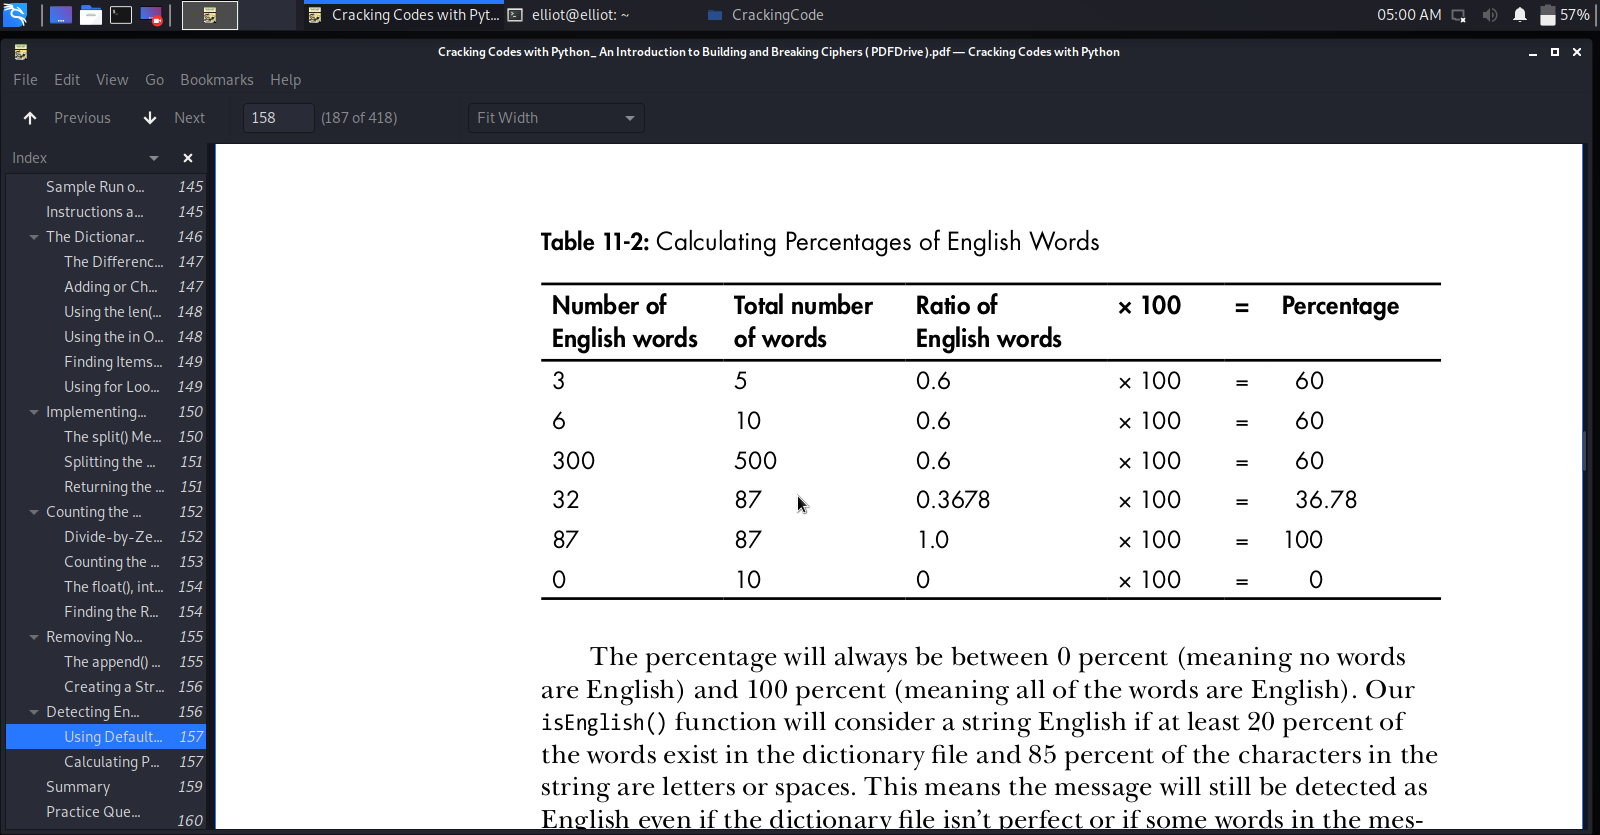 Cracking Codes with Pyt...
elliot@elliot: ~
CrackingCode
05:00 AM
57%
Cracking Codes with Python_ An Introduction to Building and Breaking Ciphers ( PDFDrive ).pdf — Cracking Codes with Python
File Edit View Go Bookmarks Help
Previous Next 158 (187 of 418) Fit Width
Index
Sample Run o... 145
Instructions a... 145
The Dictionar... 146
The Differenc... 147
Adding or Ch... 147
Using the len(... 148
Using the in O... 148
Finding Items... 149
Using for Loo... 149
Implementing... 150
The split() Me... 150
Splitting the ... 151
Returning the ... 151
Counting the ... 152
Divide-by-Ze... 152
Counting the ... 153
The float(), int... 154
Finding the R... 154
Removing No... 155
The append() ... 155
Creating a Str... 156
Detecting En... 156
Using Default... 157
Calculating P... 157
Summary 159
Practice Que... 160
Table 11-2: Calculating Percentages of English Words
Number of Total number Ratio of × 100 = Percentage
English words of words English words
3 5 0.6 × 100 = 60
6 10 0.6 × 100 = 60
300 500 0.6 × 100 = 60
32 87 0.3678 × 100 = 36.78
87 87 1.0 × 100 = 100
0 10 0 × 100 = 0
The percentage will always be between 0 percent (meaning no words
are English) and 100 percent (meaning all of the words are English). Our
isEnglish() function will consider a string English if at least 20 percent of
the words exist in the dictionary file and 85 percent of the characters in the
string are letters or spaces. This means the message will still be detected as
English even if the dictionary file isn’t perfect or if some words in the mes-